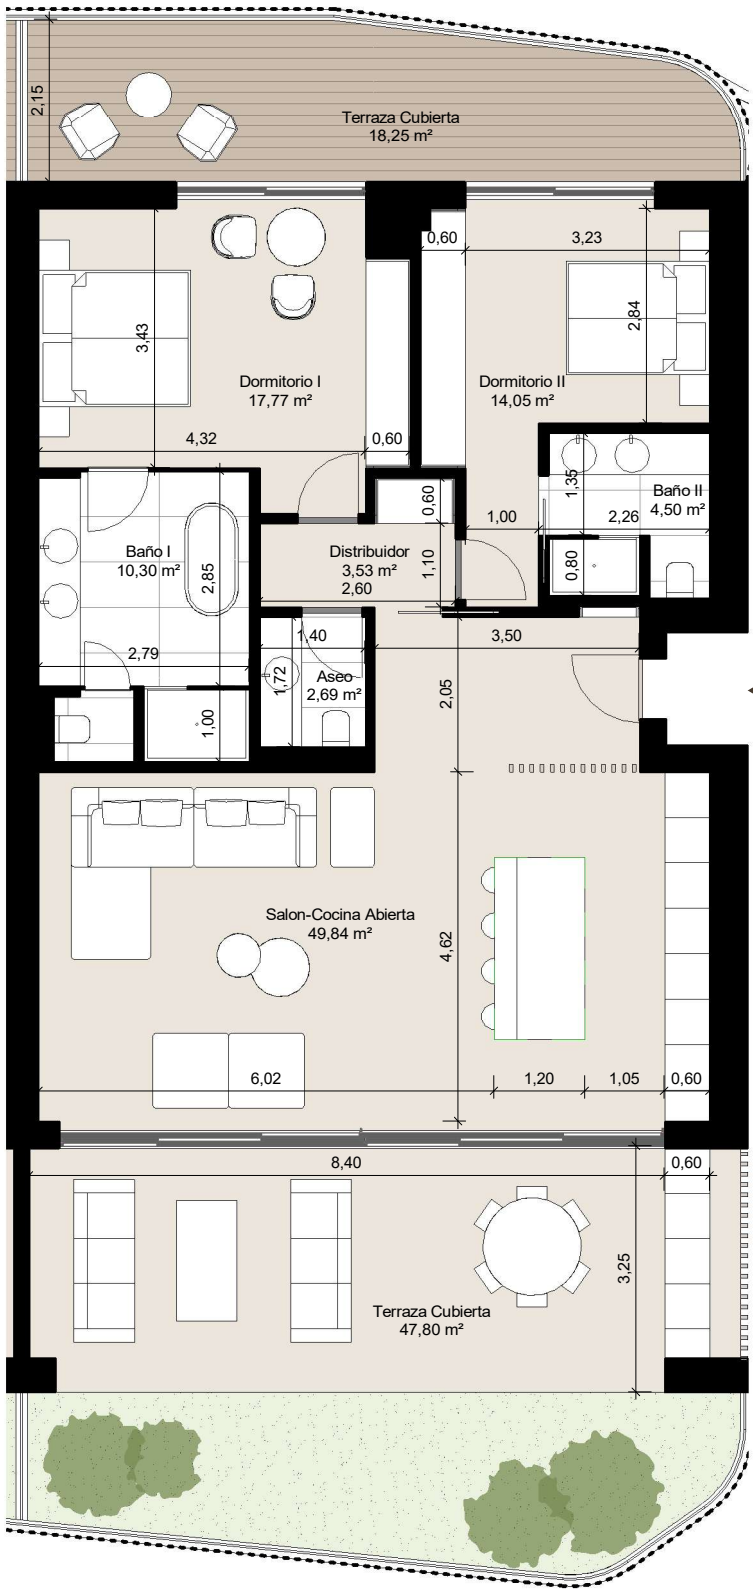 2,15
Terraza Cubierta
18,25 m²
0,60
3,23
3,43
2,84
Dormitorio I
17,77 m²
Dormitorio II
14,05 m²
4,32
0,60
1,35
Baño II
4,50 m²
0,60
1,00
2,26
Baño I
10,30 m²
2,85
Distribuidor
3,53 m²
2,60
1,10
0,80
1,40
3,50
2,79
1,72
Aseo
2,69 m²
2,05
1,00
Salon-Cocina Abierta
49,84 m²
4,62
6,02
1,20
1,05
0,60
8,40
0,60
3,25
Terraza Cubierta
47,80 m²